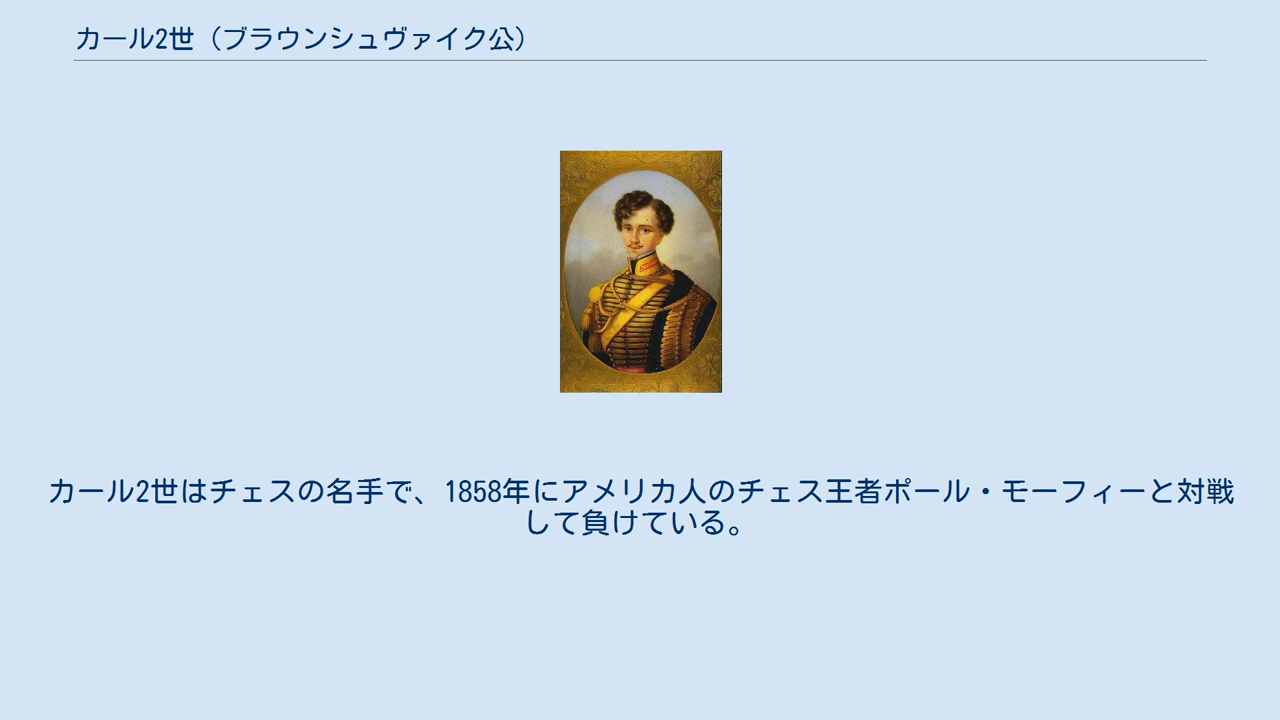 カール2世（ブラウンシュヴァイク公）
カール2世はチェスの名手で、1858年にアメリカ人のチェス王者ポール・モーフィーと対戦
して負けている。